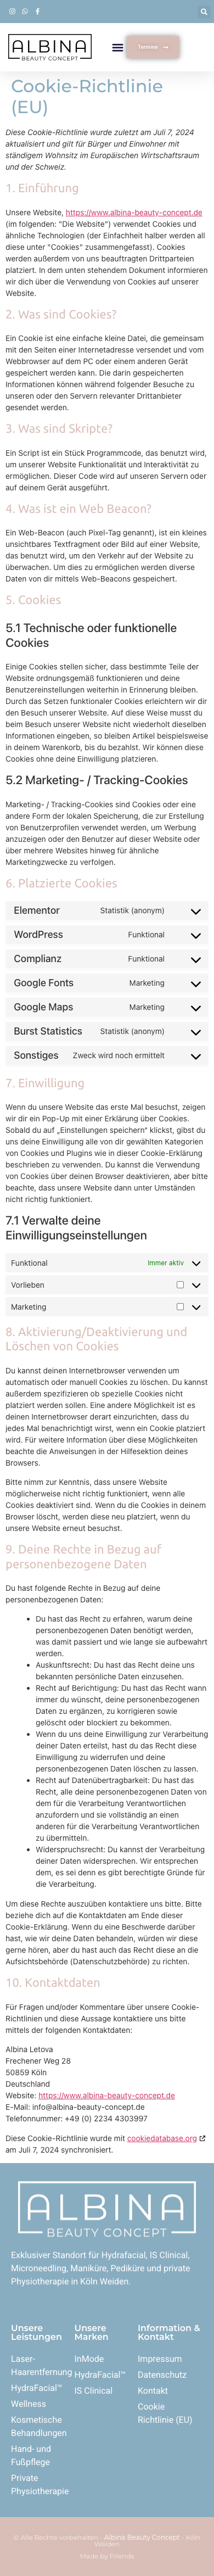 ALBINA
BEAUTY CONCEPT
Termine →
Cookie-Richtlinie
(EU)
Diese Cookie-Richtlinie wurde zuletzt am Juli 7, 2024
aktualisiert und gilt für Bürger und Einwohner mit
ständigem Wohnsitz im Europäischen Wirtschaftsraum
und der Schweiz.
1. Einführung
Unsere Website, https://www.albina-beauty-concept.de
(im folgenden: "Die Website") verwendet Cookies und
ähnliche Technologien (der Einfachheit halber werden all
diese unter "Cookies" zusammengefasst). Cookies
werden außerdem von uns beauftragten Drittparteien
platziert. In dem unten stehendem Dokument informieren
wir dich über die Verwendung von Cookies auf unserer
Website.
2. Was sind Cookies?
Ein Cookie ist eine einfache kleine Datei, die gemeinsam
mit den Seiten einer Internetadresse versendet und vom
Webbrowser auf dem PC oder einem anderen Gerät
gespeichert werden kann. Die darin gespeicherten
Informationen können während folgender Besuche zu
unseren oder den Servern relevanter Drittanbieter
gesendet werden.
3. Was sind Skripte?
Ein Script ist ein Stück Programmcode, das benutzt wird,
um unserer Website Funktionalität und Interaktivität zu
ermöglichen. Dieser Code wird auf unseren Servern oder
auf deinem Gerät ausgeführt.
4. Was ist ein Web Beacon?
Ein Web-Beacon (auch Pixel-Tag genannt), ist ein kleines
unsichtbares Textfragment oder Bild auf einer Website,
das benutzt wird, um den Verkehr auf der Website zu
überwachen. Um dies zu ermöglichen werden diverse
Daten von dir mittels Web-Beacons gespeichert.
5. Cookies
5.1 Technische oder funktionelle
Cookies
Einige Cookies stellen sicher, dass bestimmte Teile der
Website ordnungsgemäß funktionieren und deine
Benutzereinstellungen weiterhin in Erinnerung bleiben.
Durch das Setzen funktionaler Cookies erleichtern wir dir
den Besuch unserer Website. Auf diese Weise musst du
beim Besuch unserer Website nicht wiederholt dieselben
Informationen eingeben, so bleiben Artikel beispielsweise
in deinem Warenkorb, bis du bezahlst. Wir können diese
Cookies ohne deine Einwilligung platzieren.
5.2 Marketing- / Tracking-Cookies
Marketing- / Tracking-Cookies sind Cookies oder eine
andere Form der lokalen Speicherung, die zur Erstellung
von Benutzerprofilen verwendet werden, um Werbung
anzuzeigen oder den Benutzer auf dieser Website oder
über mehrere Websites hinweg für ähnliche
Marketingzwecke zu verfolgen.
6. Platzierte Cookies
Elementor Statistik (anonym)
WordPress Funktional
Complianz Funktional
Google Fonts Marketing
Google Maps Marketing
Burst Statistics Statistik (anonym)
Sonstiges Zweck wird noch ermittelt
7. Einwilligung
Wenn du unsere Website das erste Mal besuchst, zeigen
wir dir ein Pop-Up mit einer Erklärung über Cookies.
Sobald du auf „Einstellungen speichern“ klickst, gibst du
uns deine Einwilligung alle von dir gewählten Kategorien
von Cookies und Plugins wie in dieser Cookie-Erklärung
beschrieben zu verwenden. Du kannst die Verwendung
von Cookies über deinen Browser deaktivieren, aber bitte
beachte, dass unsere Website dann unter Umständen
nicht richtig funktioniert.
7.1 Verwalte deine
Einwilligungseinstellungen
Funktional Immer aktiv
Vorlieben
Marketing
8. Aktivierung/Deaktivierung und
Löschen von Cookies
Du kannst deinen Internetbrowser verwenden um
automatisch oder manuell Cookies zu löschen. Du kannst
außerdem spezifizieren ob spezielle Cookies nicht
platziert werden sollen. Eine andere Möglichkeit ist es
deinen Internetbrowser derart einzurichten, dass du
jedes Mal benachrichtigt wirst, wenn ein Cookie platziert
wird. Für weitere Information über diese Möglichkeiten
beachte die Anweisungen in der Hilfesektion deines
Browsers.
Bitte nimm zur Kenntnis, dass unsere Website
möglicherweise nicht richtig funktioniert, wenn alle
Cookies deaktiviert sind. Wenn du die Cookies in deinem
Browser löscht, werden diese neu platziert, wenn du
unsere Website erneut besuchst.
9. Deine Rechte in Bezug auf
personenbezogene Daten
Du hast folgende Rechte in Bezug auf deine
personenbezogenen Daten:
• Du hast das Recht zu erfahren, warum deine
personenbezogenen Daten benötigt werden,
was damit passiert und wie lange sie aufbewahrt
werden.
• Auskunftsrecht: Du hast das Recht deine uns
bekannten persönliche Daten einzusehen.
• Recht auf Berichtigung: Du hast das Recht wann
immer du wünscht, deine personenbezogenen
Daten zu ergänzen, zu korrigieren sowie
gelöscht oder blockiert zu bekommen.
• Wenn du uns deine Einwilligung zur Verarbeitung
deiner Daten erteilst, hast du das Recht diese
Einwilligung zu widerrufen und deine
personenbezogenen Daten löschen zu lassen.
• Recht auf Datenübertragbarkeit: Du hast das
Recht, alle deine personenbezogenen Daten von
dem für die Verarbeitung Verantwortlichen
anzufordern und sie vollständig an einen
anderen für die Verarbeitung Verantwortlichen
zu übermitteln.
• Widerspruchsrecht: Du kannst der Verarbeitung
deiner Daten widersprechen. Wir entsprechen
dem, es sei denn es gibt berechtigte Gründe für
die Verarbeitung.
Um diese Rechte auszuüben kontaktiere uns bitte. Bitte
beziehe dich auf die Kontaktdaten am Ende dieser
Cookie-Erklärung. Wenn du eine Beschwerde darüber
hast, wie wir mit deinen Daten umgehen, würden wir diese
gerne hören, aber du hast auch das Recht diese an die
Aufsichtsbehörde (Datenschutzbehörde) zu richten.
10. Kontaktdaten
Für Fragen und/oder Kommentare über unsere Cookie-
Richtlinien und diese Aussage kontaktiere uns bitte
mittels der folgenden Kontaktdaten:
Albina Letova
Frechener Weg 28
50859 Köln
Deutschland
Website: https://www.albina-beauty-concept.de
E-Mail: info@albina-beauty-concept.de
Telefonnummer: +49 (0) 2234 4303997
Diese Cookie-Richtlinie wurde mit cookiedatabase.org
am Juli 7, 2024 synchronisiert.
ALBINA
BEAUTY CONCEPT
Exklusiver Standort für Hydrafacial, IS Clinical,
Microneedling, Maniküre, Pediküre und private
Physiotherapie in Köln Weiden.
Unsere
Leistungen
Laser-
Haarentfernung
HydraFacial™
Wellness
Kosmetische
Behandlungen
Hand- und
Fußpflege
Private
Physiotherapie
Unsere
Marken
InMode
HydraFacial™
IS Clinical
Information &
Kontakt
Impressum
Datenschutz
Kontakt
Cookie
Richtlinie (EU)
© Alle Rechte vorbehalten - Albina Beauty Concept - Köln
Weiden
Made by Friends